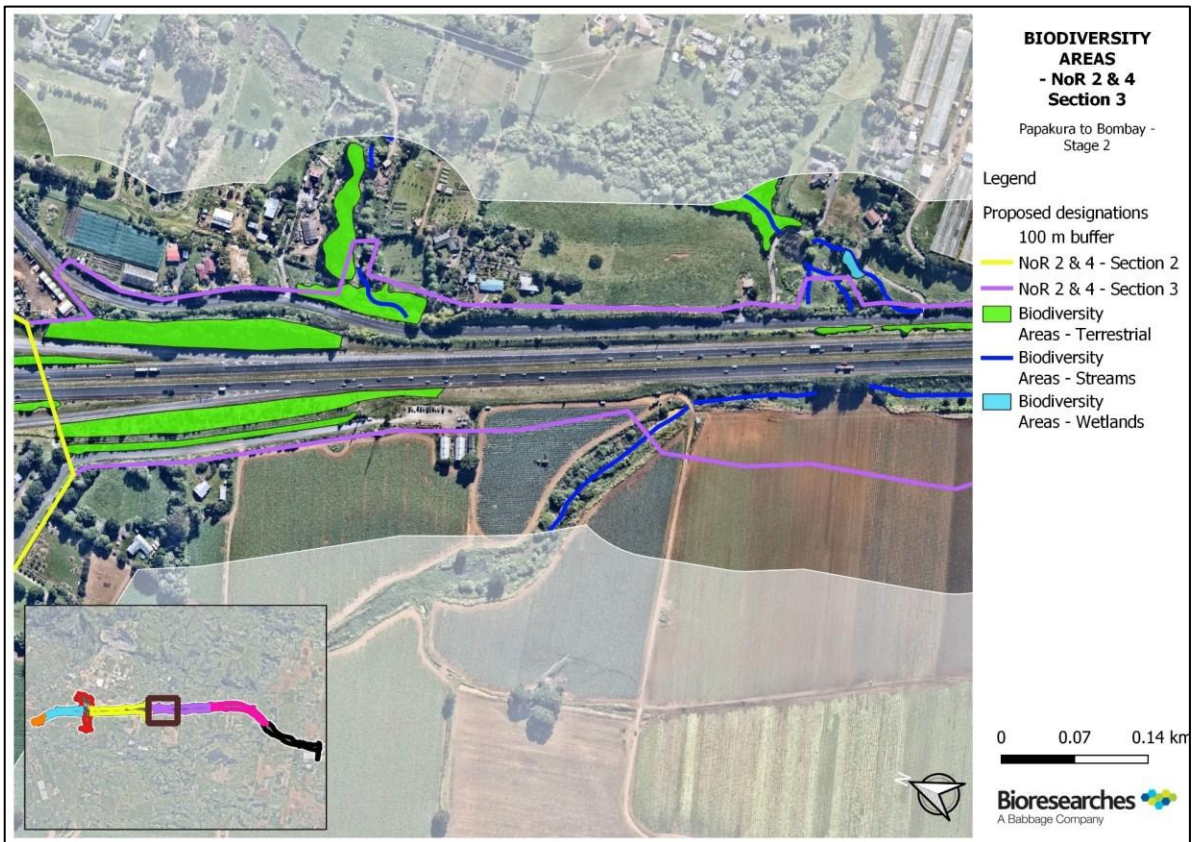 BIODIVERSITY
AREAS
- NoR 2 & 4
Section 3
Papakura to Bombay -
Stage 2
Legend
Proposed designations
100 m buffer
NoR 2 & 4 - Section 2
NoR 2 & 4 - Section 3
Biodiversity
Areas - Terrestrial
Biodiversity
Areas - Streams
Biodiversity
Areas - Wetlands
0 0.07 0.14 km
N
Bioresearches
A Babbage Company